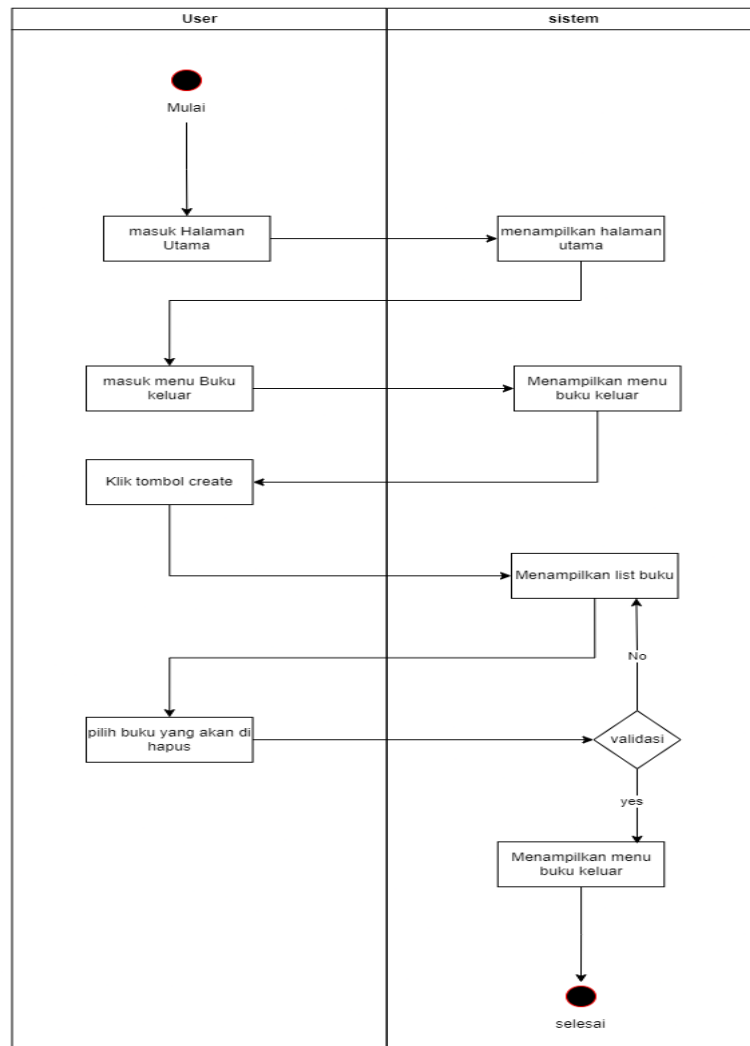 User
sistem
Mulai
masuk Halaman
Utama
menampilkan halaman
utama
masuk menu Buku
keluar
Menampilkan menu
buku keluar
Klik tombol create
Menampilkan list buku
No
pilih buku yang akan di
hapus
validasi
yes
Menampilkan menu
buku keluar
selesai